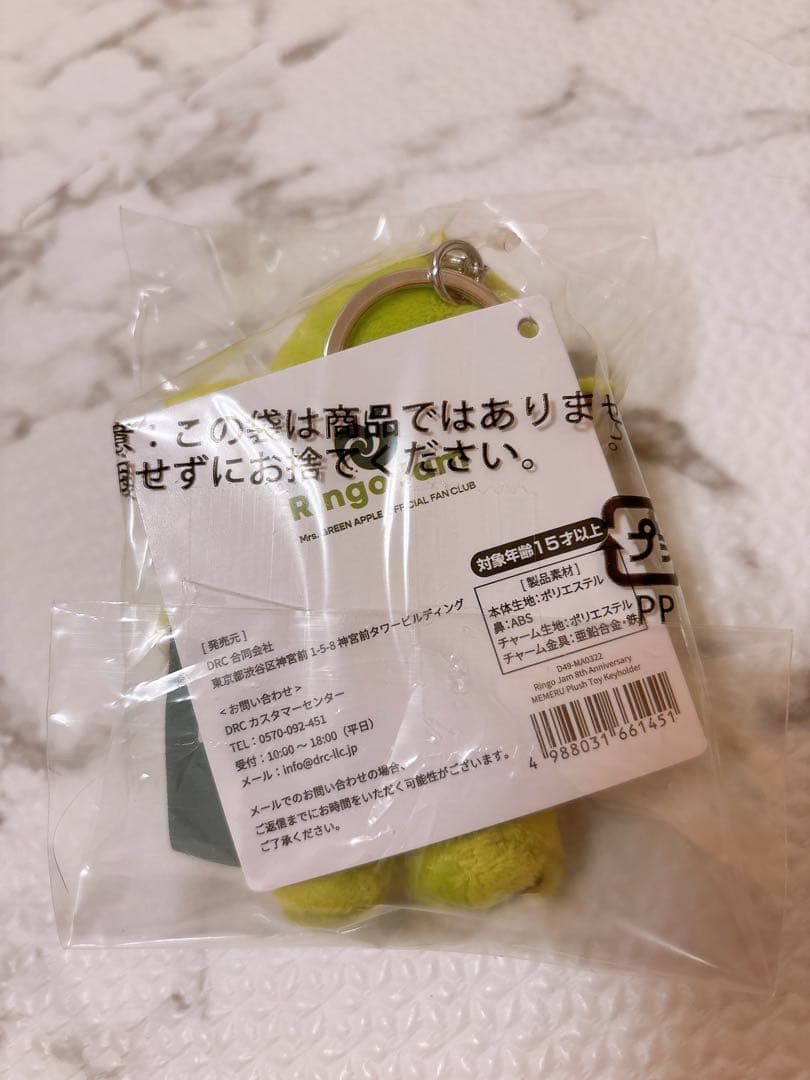 意：この袋は商品ではありませ
用せずにお捨てください。
Ringo Jam
Mrs. GREEN APPLE OFFICIAL FAN CLUB
対象年齢15才以上
プラ
PP
[製品素材]
本体生地：ポリエステル
鼻：ABS
チャーム生地：ポリエステル
チャーム金具：亜鉛合金・鉄
D49-MA0322
Ringo Jam 8th Anniversary
MEMERU Plush Toy Keyholder
4 988031 661451
[発売元]
DRC 合同会社
東京都渋谷区神宮前 1-5-8 神宮前タワービルディング
<お問い合わせ>
DRC カスタマーセンター
TEL：0570-092-451
受付：10:00 ～ 18:00（平日）
メール：info@drc-llc.jp
メールでのお問い合わせの場合、
ご返信までにお時間をいただく可能性がございます。
ご了承ください。